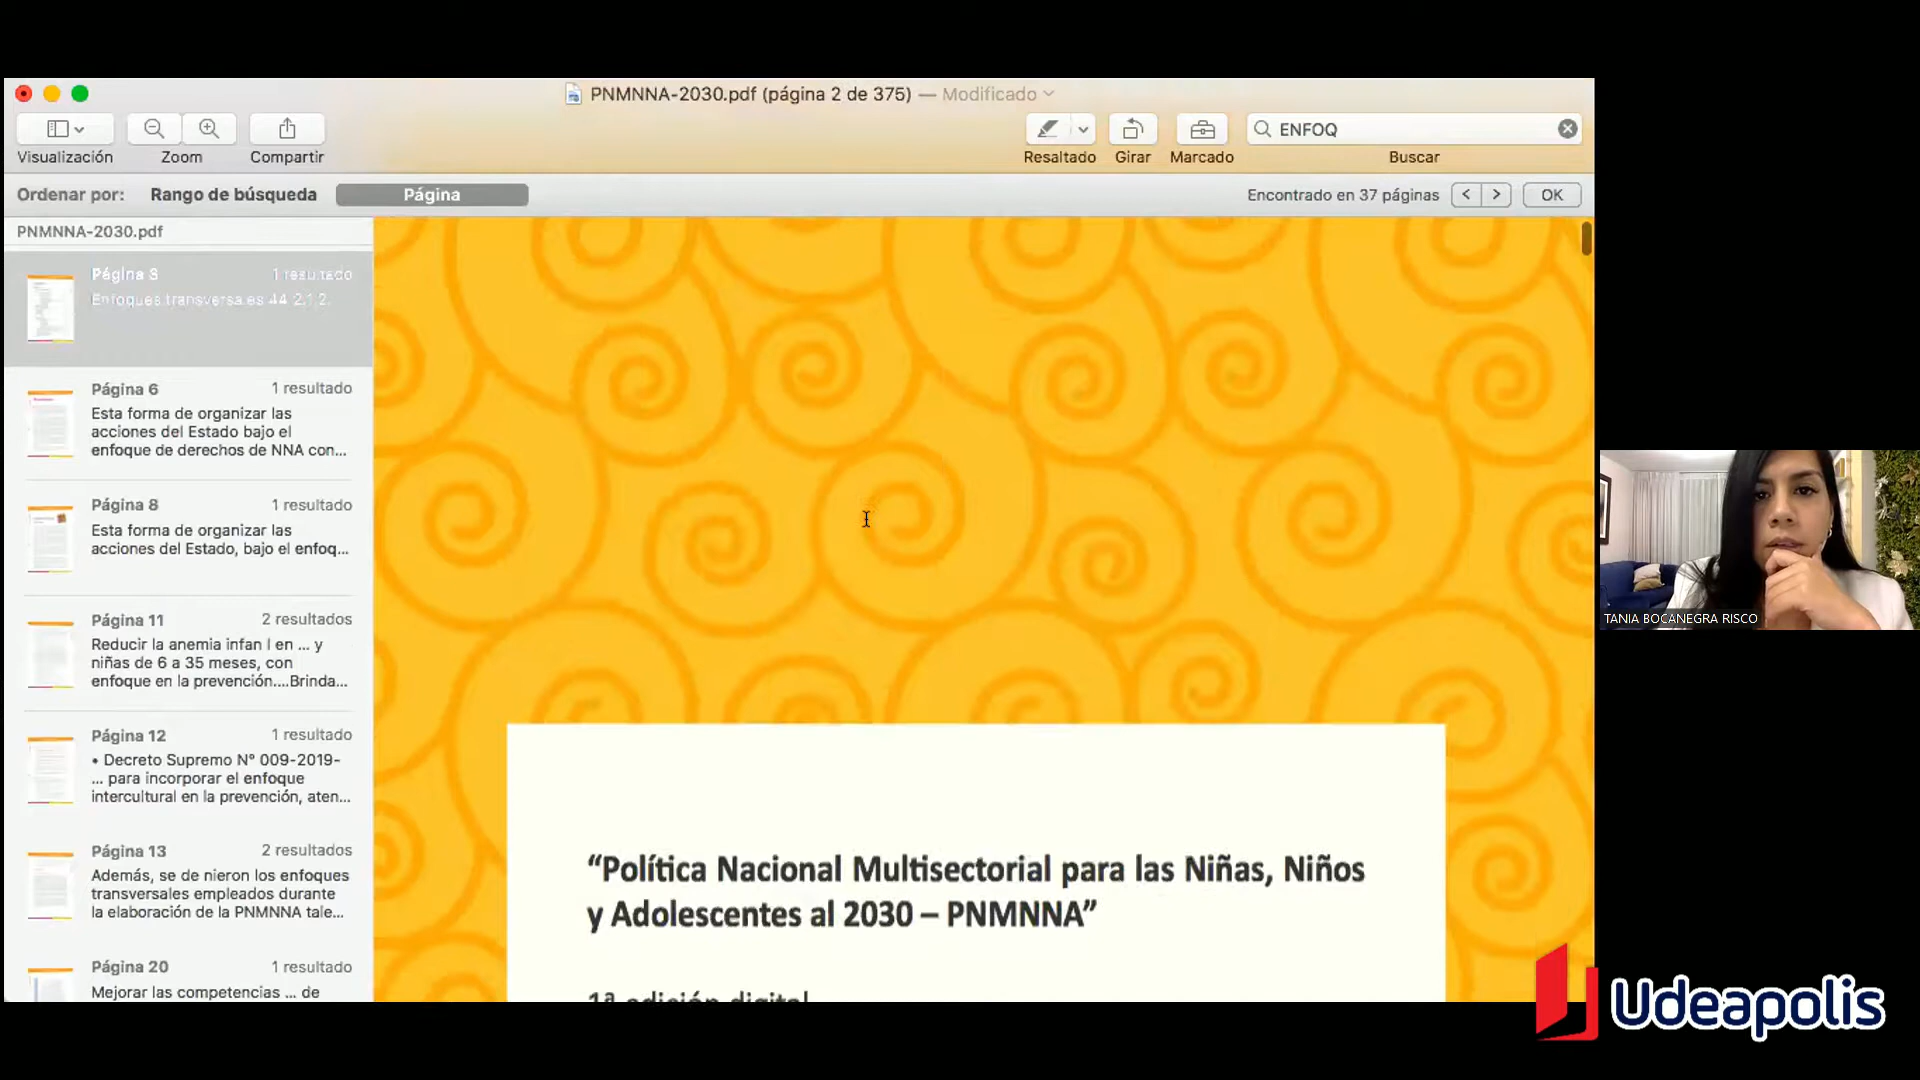 PNMNNA-2030.pdf (página 2 de 375) — Modificado
Visualización
Zoom
Compartir
Resaltado
Girar
Marcado
ENFOQ
Buscar
Ordenar por:
Rango de búsqueda
Página
Encontrado en 37 páginas
OK
PNMNNA-2030.pdf
Página 3 1 resultado
Enfoques transversa.es 44 2.1.2.
Página 6 1 resultado
Esta forma de organizar las
acciones del Estado bajo el
enfoque de derechos de NNA con...
Página 8 1 resultado
Esta forma de organizar las
acciones del Estado, bajo el enfoq...
Página 11 2 resultados
Reducir la anemia infan l en ... y
niñas de 6 a 35 meses, con
enfoque en la prevención....Brinda...
Página 12 1 resultado
• Decreto Supremo N° 009-2019-
... para incorporar el enfoque
intercultural en la prevención, aten...
Página 13 2 resultados
Además, se de nieron los enfoques
transversales empleados durante
la elaboración de la PNMNNA tale...
Página 20 1 resultado
Mejorar las competencias ... de
“Política Nacional Multisectorial para las Niñas, Niños
y Adolescentes al 2030 – PNMNNA”
1ª edición digital
TANIA BOCANEGRA RISCO
Udeapolis